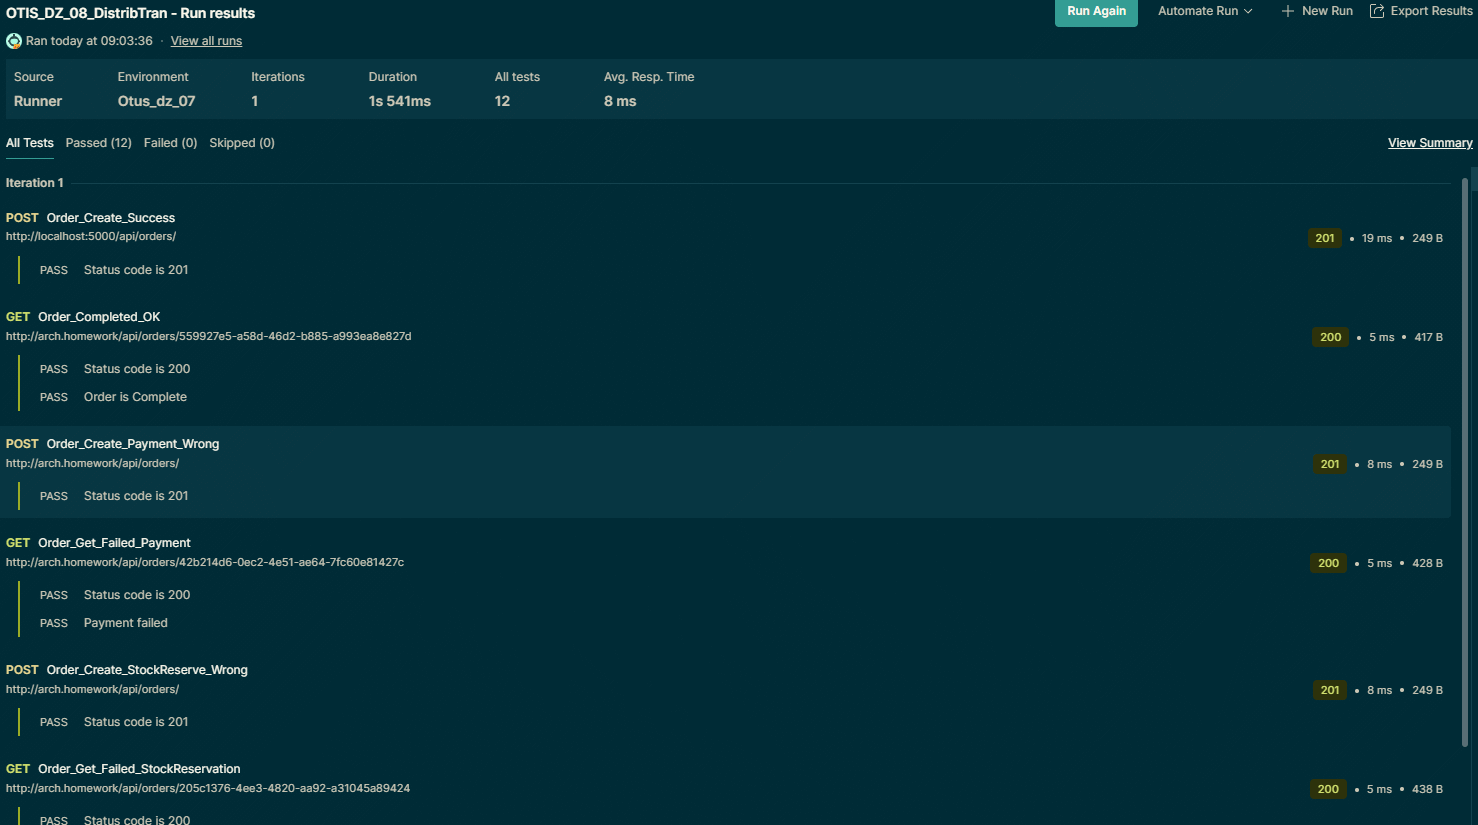 OTIS_DZ_08_DistribTran - Run results
Run Again
Automate Run
New Run
Export Results
Ran today at 09:03:36 · View all runs
Source
Environment
Iterations
Duration
All tests
Avg. Resp. Time
Runner
Otus_dz_07
1
1s 541ms
12
8 ms
All Tests
Passed (12)
Failed (0)
Skipped (0)
View Summary
Iteration 1
POST Order_Create_Success
http://localhost:5000/api/orders/
201 • 19 ms • 249 B
PASS Status code is 201
GET Order_Completed_OK
http://arch.homework/api/orders/559927e5-a58d-46d2-b885-a993ea8e827d
200 • 5 ms • 417 B
PASS Status code is 200
PASS Order is Complete
POST Order_Create_Payment_Wrong
http://arch.homework/api/orders/
201 • 8 ms • 249 B
PASS Status code is 201
GET Order_Get_Failed_Payment
http://arch.homework/api/orders/42b214d6-0ec2-4e51-ae64-7fc60e81427c
200 • 5 ms • 428 B
PASS Status code is 200
PASS Payment failed
POST Order_Create_StockReserve_Wrong
http://arch.homework/api/orders/
201 • 8 ms • 249 B
PASS Status code is 201
GET Order_Get_Failed_StockReservation
http://arch.homework/api/orders/205c1376-4ee3-4820-aa92-a31045a89424
200 • 5 ms • 438 B
PASS Status code is 200